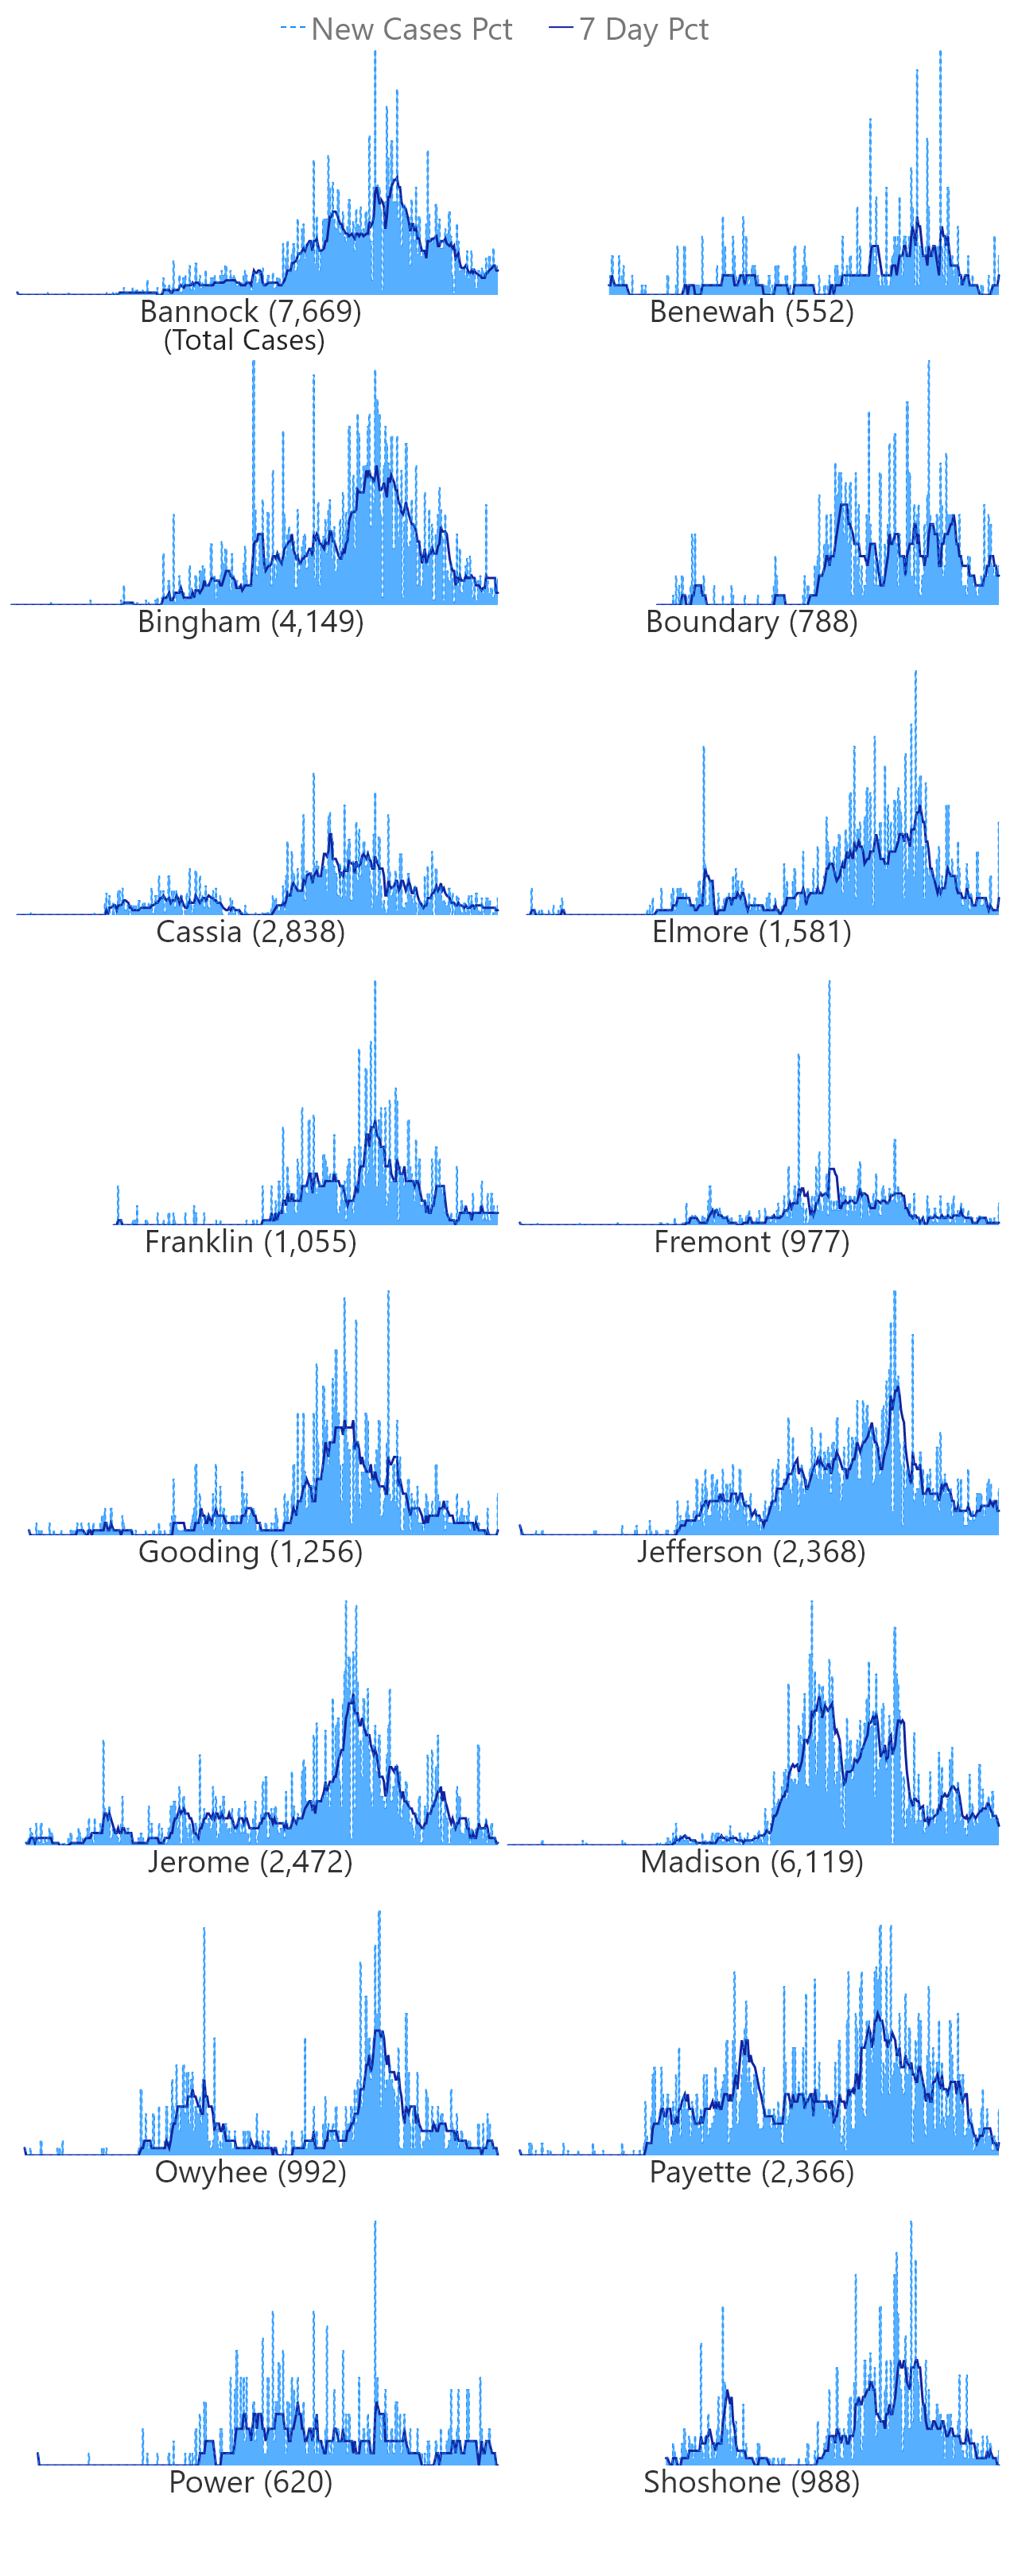 New Cases Pct 7 Day Pct
Bannock (7,669)
(Total Cases)
Benewah (552)
Bingham (4,149)
Boundary (788)
Cassia (2,838)
Elmore (1,581)
Franklin (1,055)
Fremont (977)
Gooding (1,256)
Jefferson (2,368)
Jerome (2,472)
Madison (6,119)
Owyhee (992)
Payette (2,366)
Power (620)
Shoshone (988)